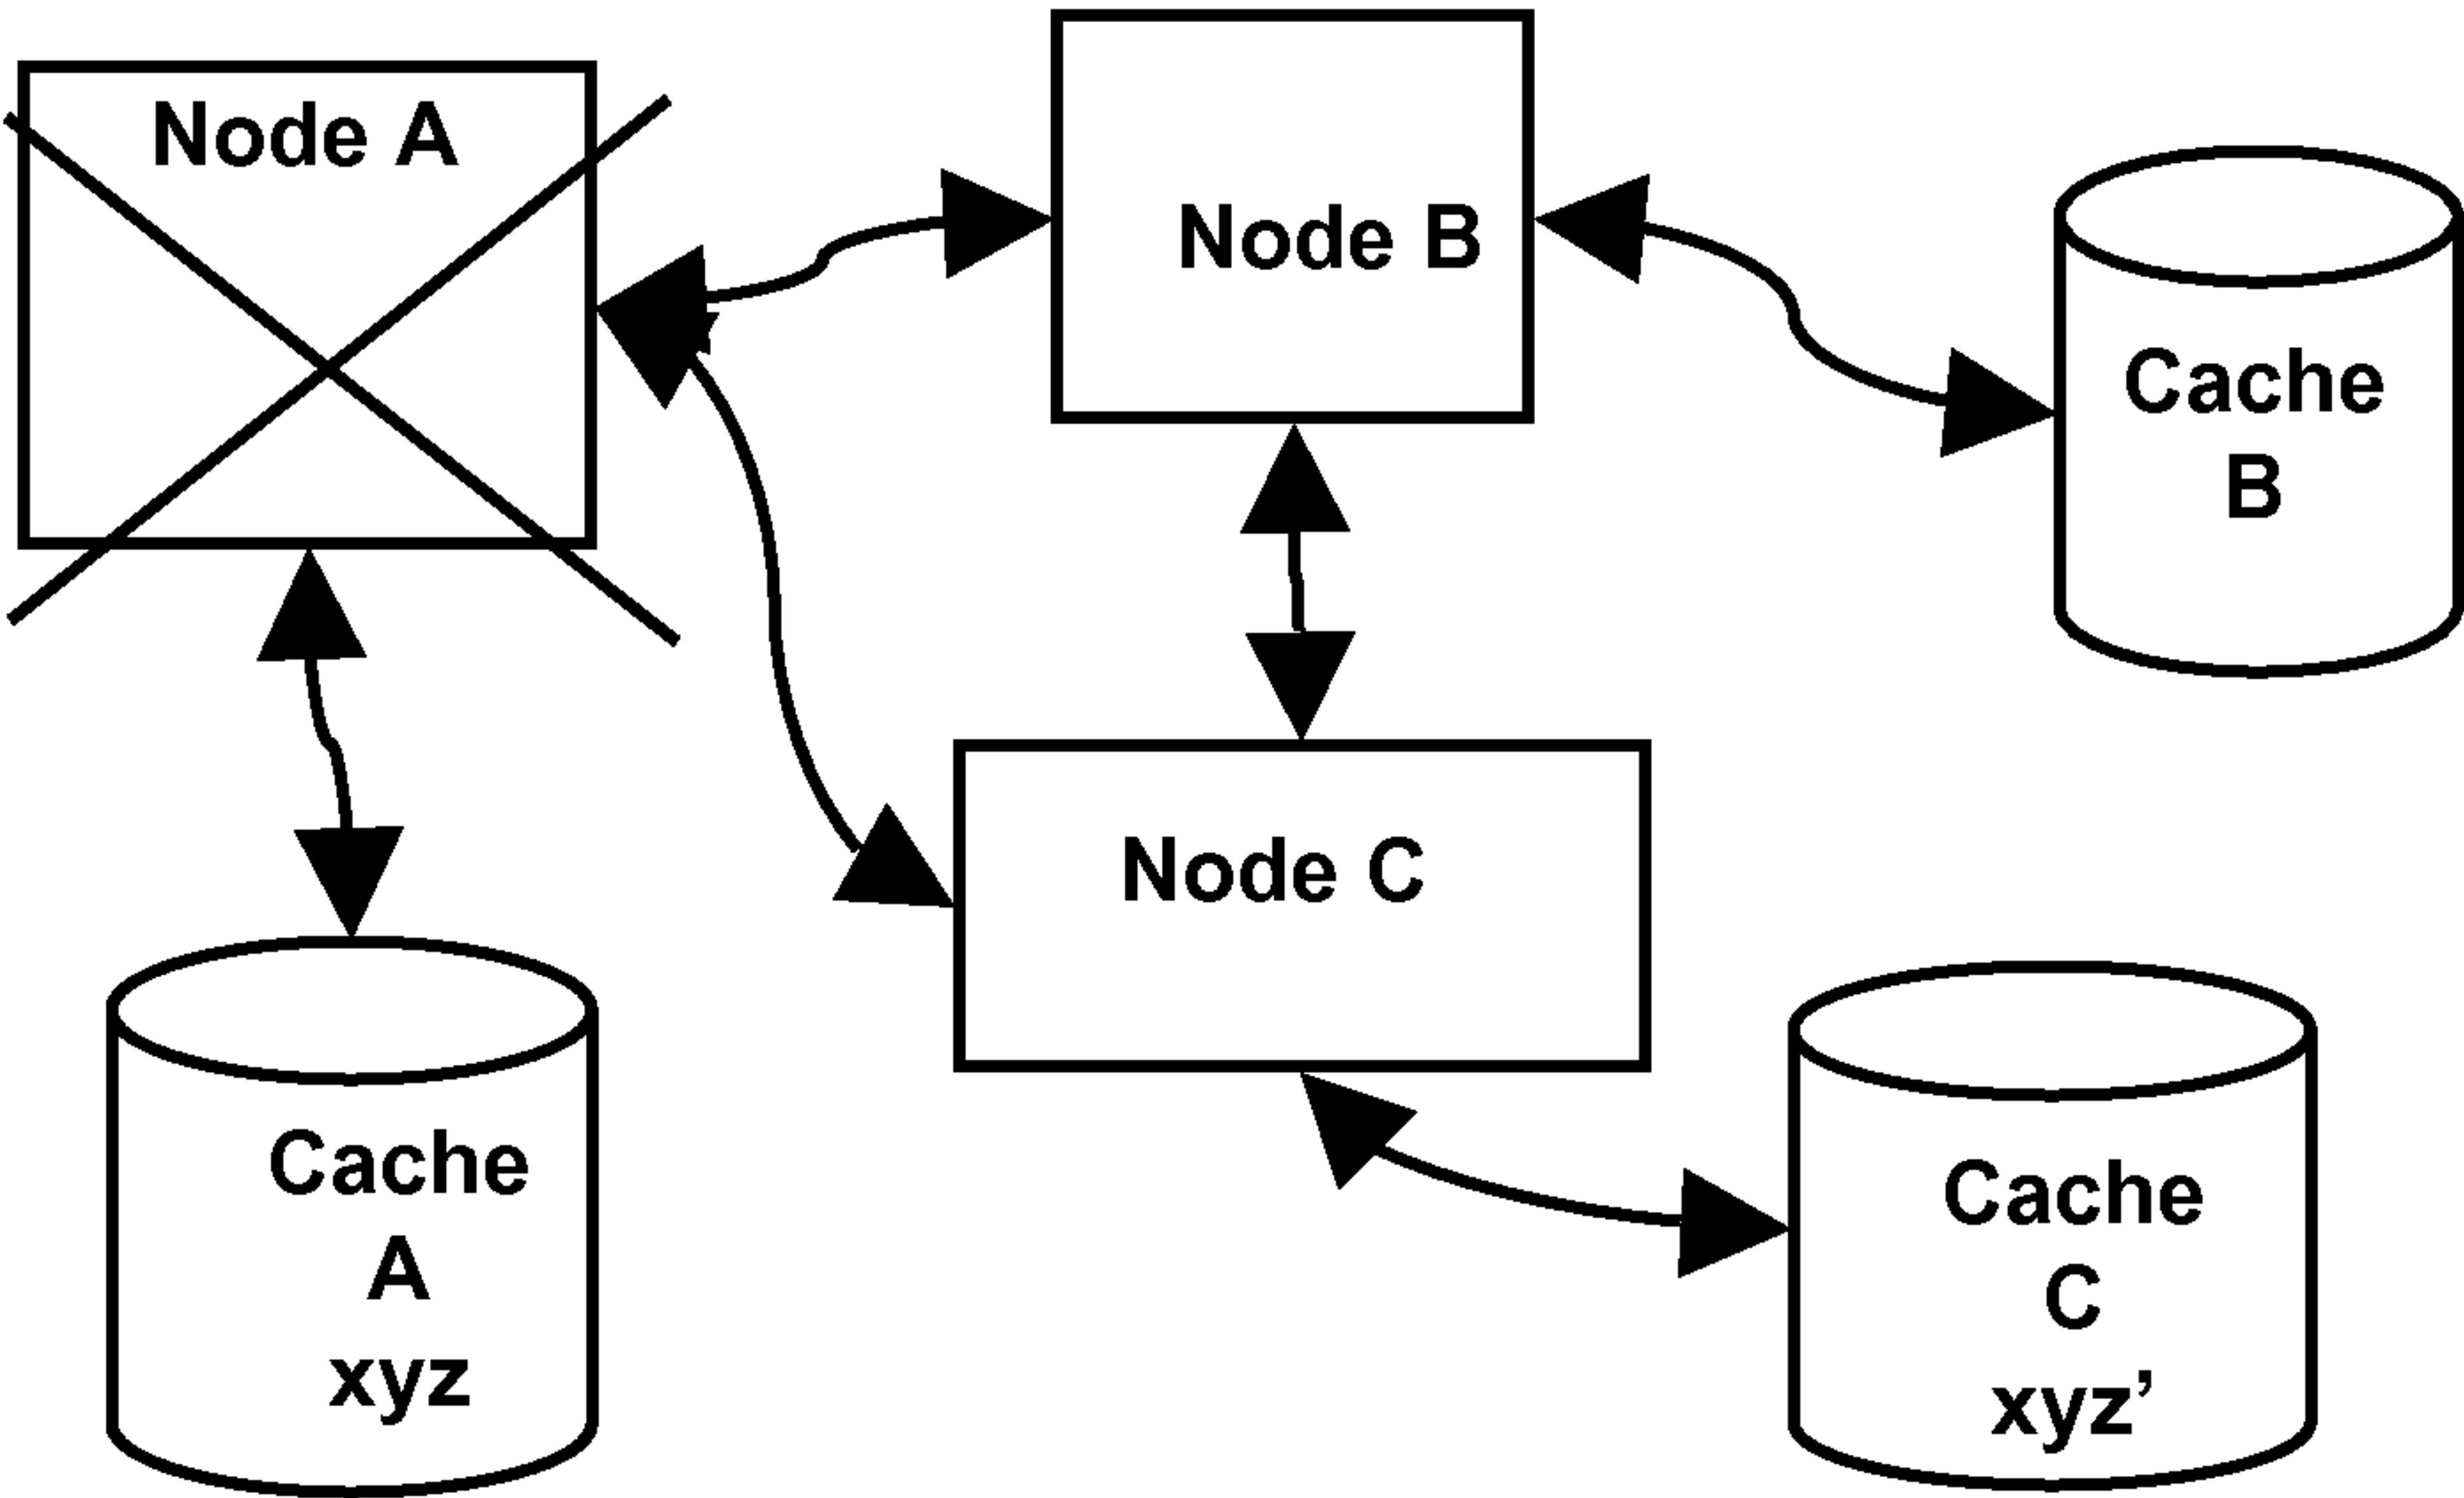 Node A
Node B
Cache
B
Node C
Cache
A
xyz
Cache
C
xyz’